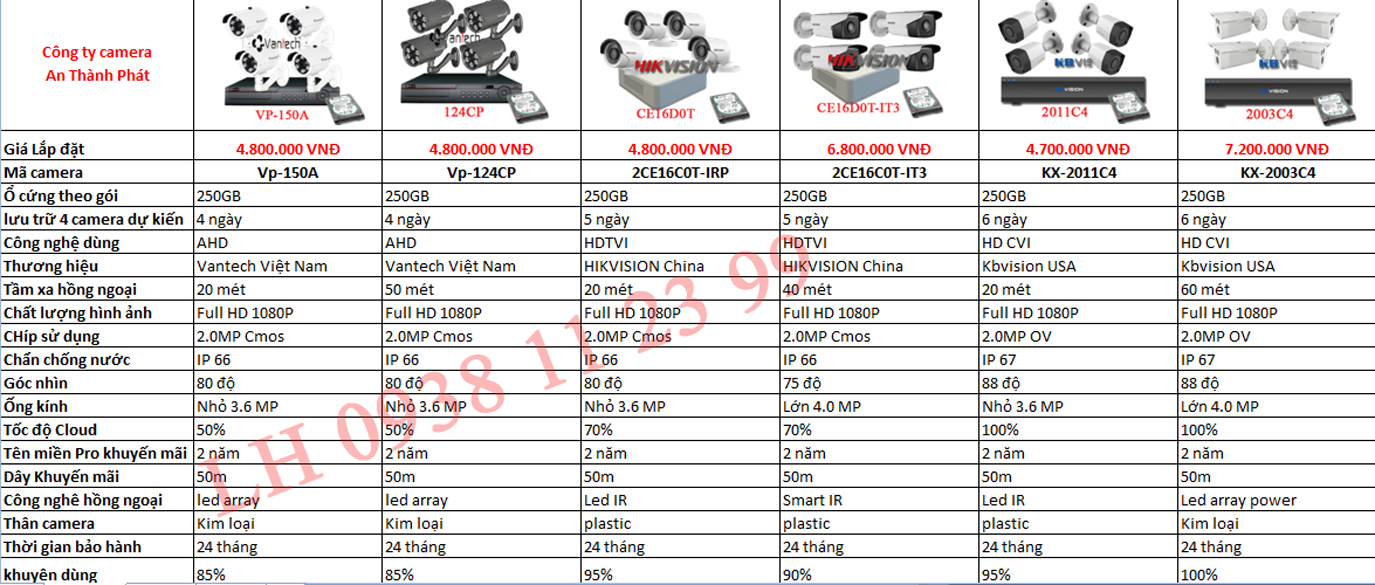 Công ty camera
An Thành Phát
Vantech
VP-150A
Vantech
124CP
HIKVISION
CE16D0T
HIKVISION
CE16D0T-IT3
KBVIS
KBVISION
2011C4
KBVIS
KBVISION
2003C4
Giá Lắp đặt 4.800.000 VNĐ 4.800.000 VNĐ 4.800.000 VNĐ 6.800.000 VNĐ 4.700.000 VNĐ 7.200.000 VNĐ
Mã camera Vp-150A Vp-124CP 2CE16C0T-IRP 2CE16C0T-IT3 KX-2011C4 KX-2003C4
Ổ cứng theo gói 250GB 250GB 250GB 250GB 250GB 250GB
lưu trữ 4 camera dự kiến 4 ngày 4 ngày 5 ngày 5 ngày 6 ngày 6 ngày
Công nghệ dùng AHD AHD HDTVI HDTVI HD CVI HD CVI
Thương hiệu Vantech Việt Nam Vantech Việt Nam HIKVISION China HIKVISION China Kbvision USA Kbvision USA
Tầm xa hồng ngoại 20 mét 50 mét 20 mét 40 mét 20 mét 60 mét
Chất lượng hình ảnh Full HD 1080P Full HD 1080P Full HD 1080P Full HD 1080P Full HD 1080P Full HD 1080P
CHíp sử dụng 2.0MP Cmos 2.0MP Cmos 2.0MP Cmos 2.0MP Cmos 2.0MP OV 2.0MP OV
Chẩn chống nước IP 66 IP 66 IP 66 IP 66 IP 67 IP 67
Góc nhìn 80 độ 80 độ 80 độ 75 độ 88 độ 88 độ
Ống kính Nhỏ 3.6 MP Nhỏ 3.6 MP Nhỏ 3.6 MP Lớn 4.0 MP Nhỏ 3.6 MP Lớn 4.0 MP
Tốc độ Cloud 50% 50% 70% 70% 100% 100%
Tên miền Pro khuyến mãi 2 năm 2 năm 2 năm 2 năm 2 năm 2 năm
Dây Khuyến mãi 50m 50m 50m 50m 50m 50m
Công nghê hồng ngoại led array led array Led IR Smart IR Led IR Led array power
Thân camera Kim loại Kim loại plastic plastic plastic Kim loại
Thời gian bảo hành 24 tháng 24 tháng 24 tháng 24 tháng 24 tháng 24 tháng
khuyên dùng 85% 85% 95% 90% 95% 100%
LH 0938 11 23 99